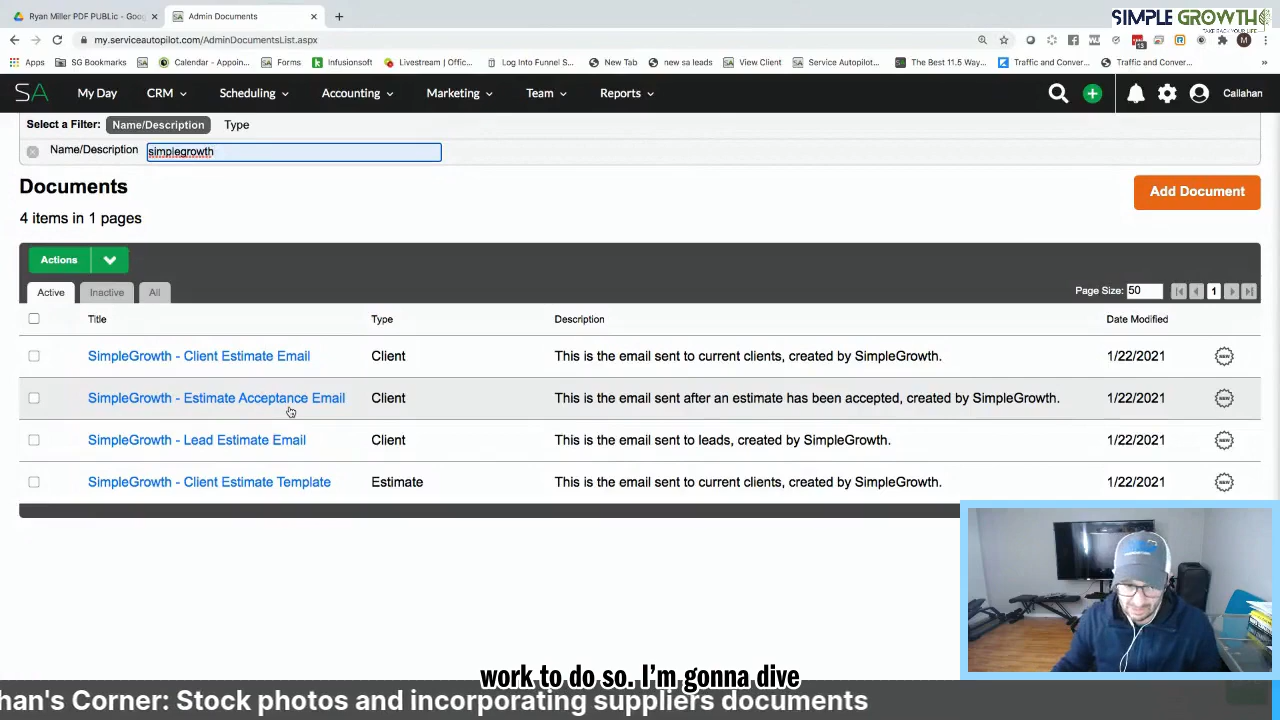 Ryan Miller PDF PUBLic - Goo
SA Admin Documents
SIMPLE GROWTH
TAKE BACK YOUR LIFE
my.serviceautopilot.com/AdminDocumentsList.aspx
Apps SG Bookmarks Calendar - Appoin... Forms Infusionsoft Livestream | Offic... Log Into Funnel S... New Tab new sa leads View Client Service Autopilot... The Best 11.5 Way... Traffic and Conver... Traffic and Conver...
SA My Day CRM Scheduling Accounting Marketing Team Reports Callahan
Select a Filter: Name/Description Type
Name/Description simplegrowth
Documents
Add Document
4 items in 1 pages
Actions
Active Inactive All Page Size: 50 1
Title Type Description Date Modified
SimpleGrowth - Client Estimate Email Client This is the email sent to current clients, created by SimpleGrowth. 1/22/2021 NEW
SimpleGrowth - Estimate Acceptance Email Client This is the email sent after an estimate has been accepted, created by SimpleGrowth. 1/22/2021 NEW
SimpleGrowth - Lead Estimate Email Client This is the email sent to leads, created by SimpleGrowth. 1/22/2021 NEW
SimpleGrowth - Client Estimate Template Estimate This is the email sent to current clients, created by SimpleGrowth. 1/22/2021 NEW
work to do so. I'm gonna dive
han's Corner: Stock photos and incorporating suppliers documents